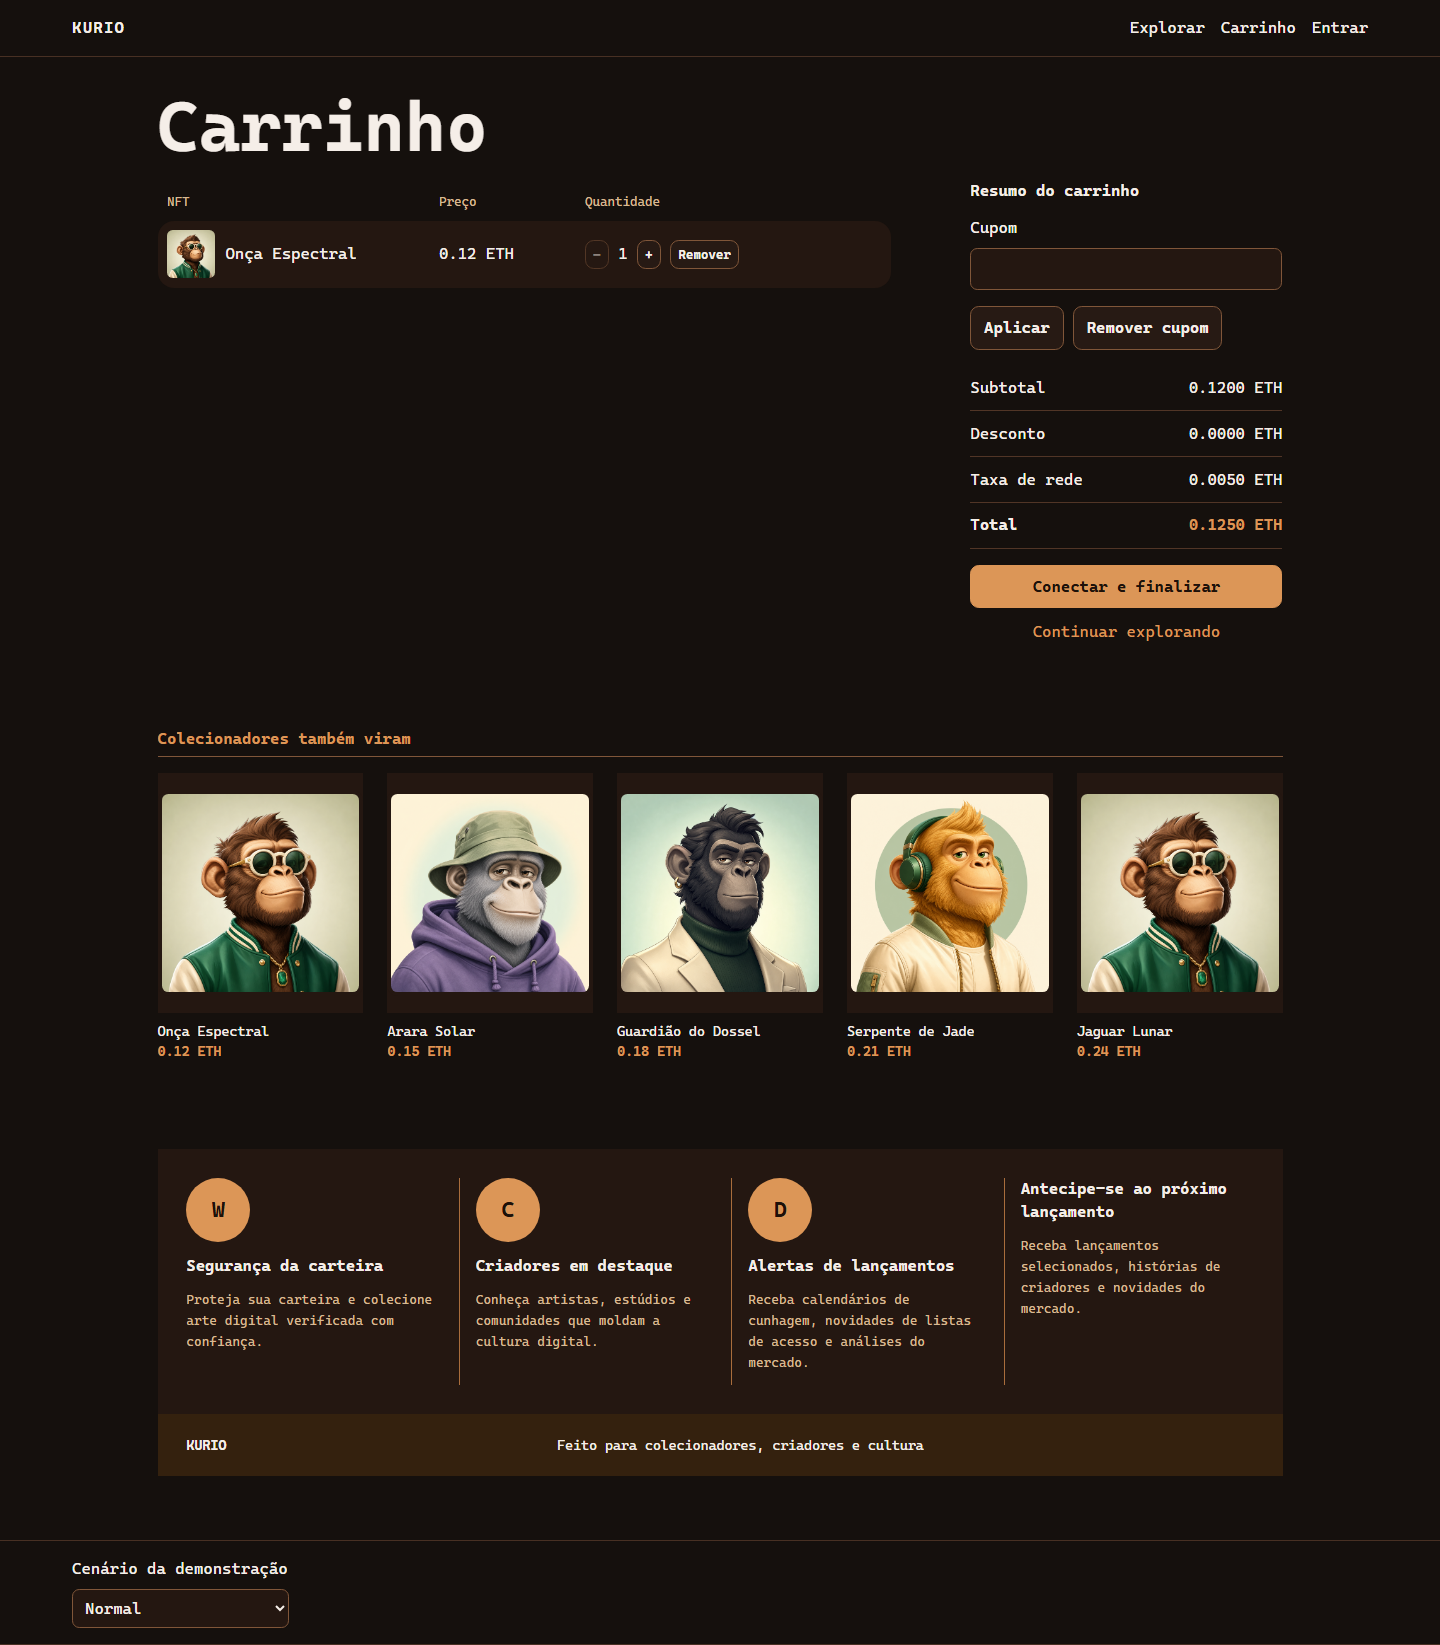 KURIO
Explorar Carrinho Entrar
Carrinho
NFT Preço Quantidade
Onça Espectral 0.12 ETH − 1 + Remover
Resumo do carrinho
Cupom
Aplicar Remover cupom
Subtotal 0.1200 ETH
Desconto 0.0000 ETH
Taxa de rede 0.0050 ETH
Total 0.1250 ETH
Conectar e finalizar
Continuar explorando
Colecionadores também viram
Onça Espectral
0.12 ETH
Arara Solar
0.15 ETH
Guardião do Dossel
0.18 ETH
Serpente de Jade
0.21 ETH
Jaguar Lunar
0.24 ETH
W
Segurança da carteira
Proteja sua carteira e colecione
arte digital verificada com
confiança.
C
Criadores em destaque
Conheça artistas, estúdios e
comunidades que moldam a
cultura digital.
D
Alertas de lançamentos
Receba calendários de
cunhagem, novidades de listas
de acesso e análises do
mercado.
Antecipe-se ao próximo
lançamento
Receba lançamentos
selecionados, histórias de
criadores e novidades do
mercado.
KURIO
Feito para colecionadores, criadores e cultura
Cenário da demonstração
Normal